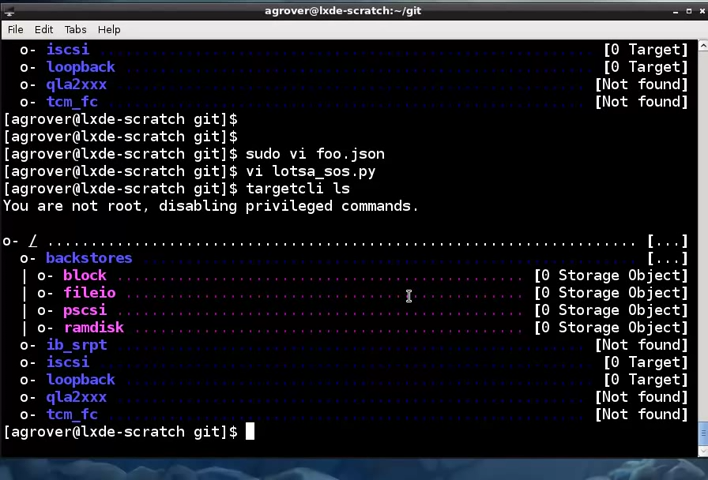 agrover@lxde-scratch:~/git
File Edit Tabs Help
o- iscsi ........................................................ [0 Target]
o- loopback ..................................................... [0 Target]
o- qla2xxx ..................................................... [Not found]
o- tcm_fc ...................................................... [Not found]
[agrover@lxde-scratch git]$
[agrover@lxde-scratch git]$
[agrover@lxde-scratch git]$ sudo vi foo.json
[agrover@lxde-scratch git]$ vi lotsa_sos.py
[agrover@lxde-scratch git]$ targetcli ls
You are not root, disabling privileged commands.
o- / ................................................................... [...]
o- backstores ........................................................ [...]
| o- block ............................................ [0 Storage Object]
| o- fileio ........................................... [0 Storage Object]
| o- pscsi ............................................ [0 Storage Object]
| o- ramdisk .......................................... [0 Storage Object]
o- ib_srpt ..................................................... [Not found]
o- iscsi ........................................................ [0 Target]
o- loopback ..................................................... [0 Target]
o- qla2xxx ..................................................... [Not found]
o- tcm_fc ...................................................... [Not found]
[agrover@lxde-scratch git]$